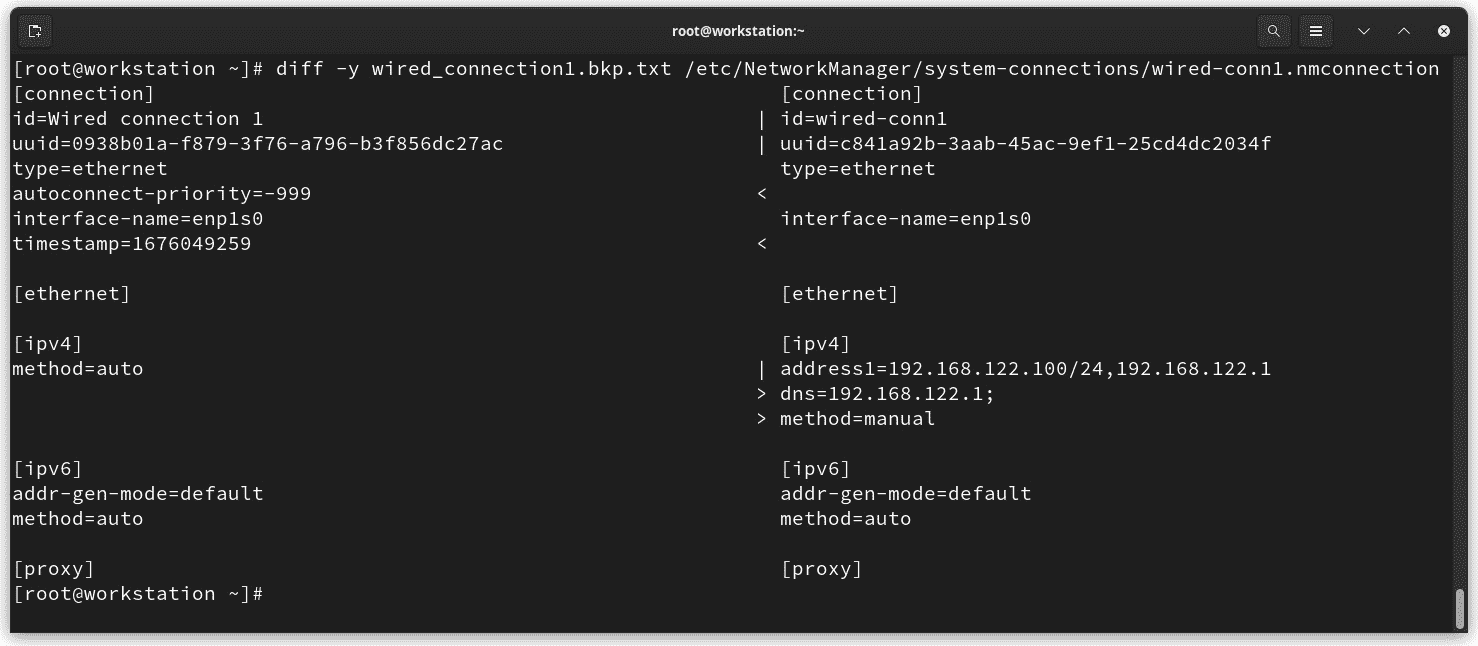 root@workstation:~
[root@workstation ~]# diff -y wired_connection1.bkp.txt /etc/NetworkManager/system-connections/wired-conn1.nmconnection
[connection]                                                    [connection]
id=Wired connection 1                                         | id=wired-conn1
uuid=0938b01a-f879-3f76-a796-b3f856dc27ac                     | uuid=c841a92b-3aab-45ac-9ef1-25cd4dc2034f
type=ethernet                                                   type=ethernet
autoconnect-priority=-999                                     <
interface-name=enp1s0                                           interface-name=enp1s0
timestamp=1676049259                                          <

[ethernet]                                                      [ethernet]

[ipv4]                                                          [ipv4]
method=auto                                                   | address1=192.168.122.100/24,192.168.122.1
                                                              > dns=192.168.122.1;
                                                              > method=manual

[ipv6]                                                          [ipv6]
addr-gen-mode=default                                           addr-gen-mode=default
method=auto                                                     method=auto

[proxy]                                                         [proxy]
[root@workstation ~]#